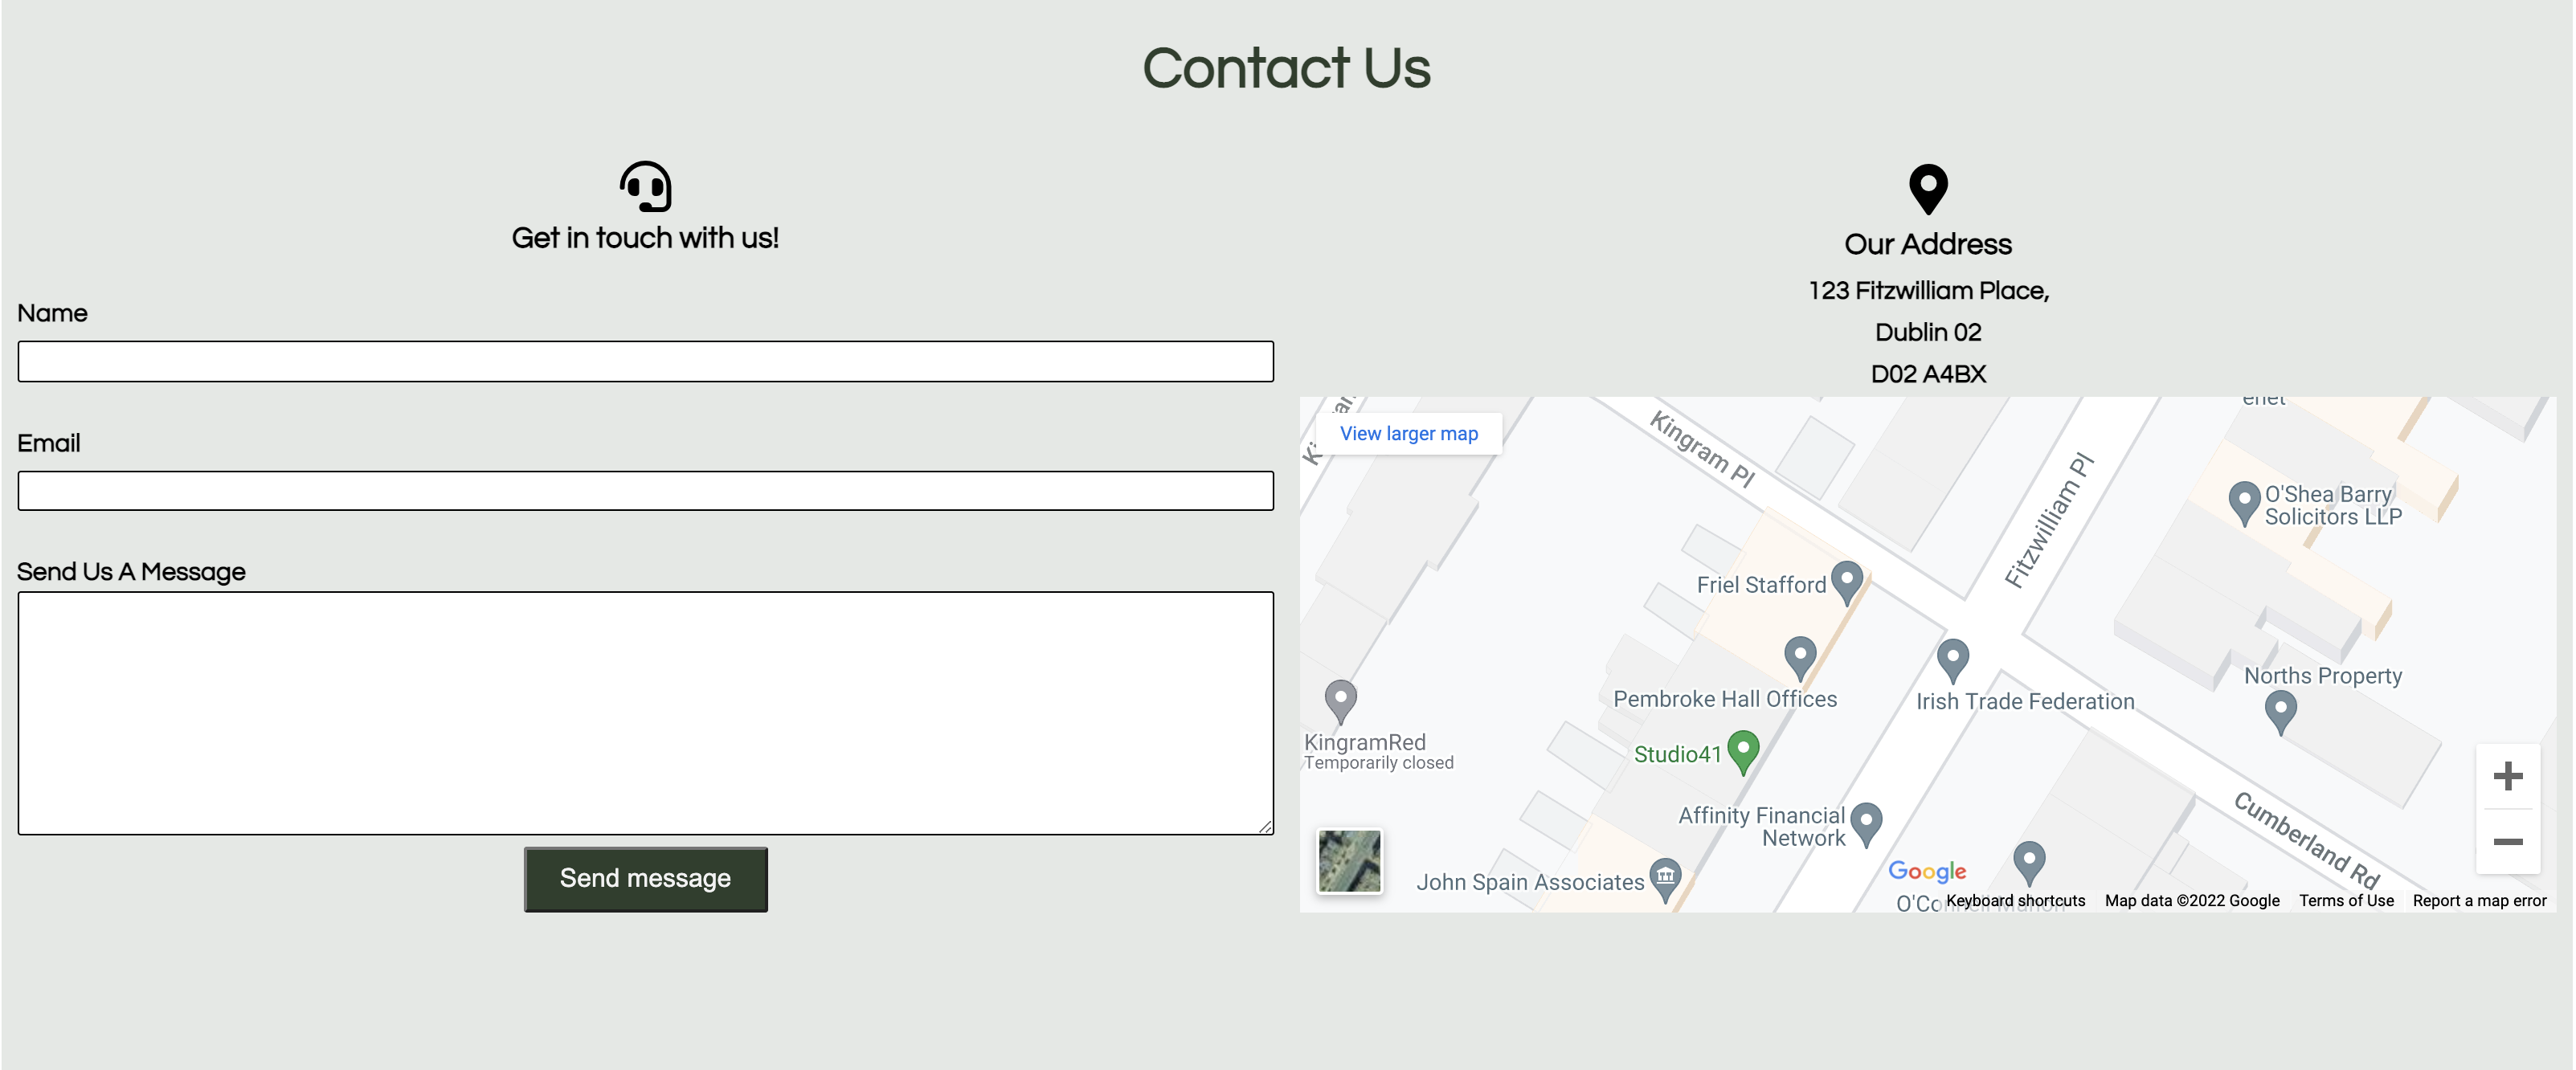 Contact Us
Get in touch with us!
Name
Email
Send Us A Message
Send message
Our Address
123 Fitzwilliam Place,
Dublin 02
D02 A4BX
View larger map
Kingram Pl
Fitzwilliam Pl
O'Shea Barry
Solicitors LLP
Friel Stafford
Pembroke Hall Offices
Irish Trade Federation
Norths Property
KingramRed
Temporarily closed
Studo41
Affinity Financial
Network
Cumberland Rd
John Spain Associates
Google
Keyboard shortcuts
Map data ©2022 Google
Terms of Use
Report a map error